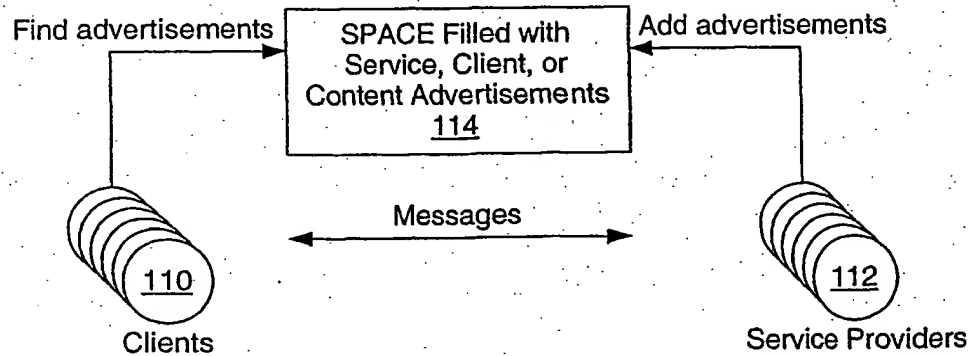 Find advertisements
SPACE Filled with
Service, Client, or
Content Advertisements
114
Add advertisements
Messages
110
Clients
112
Service Providers